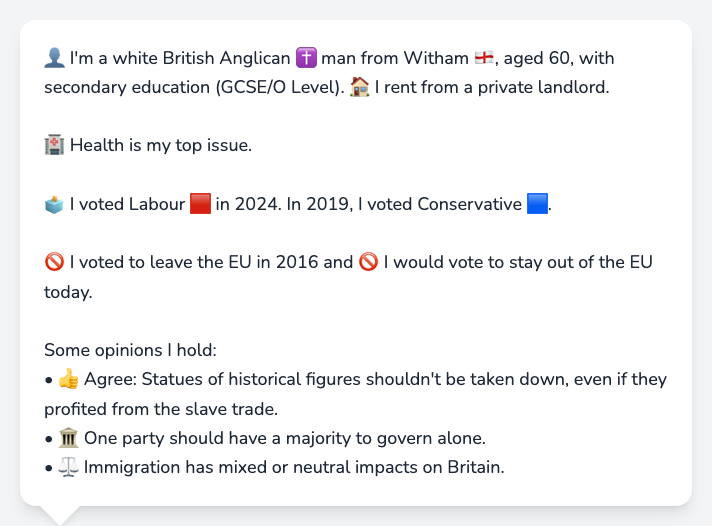 👤 I'm a white British Anglican ✝️ man from Witham 🏴󠁧󠁢󠁥󠁮󠁧󠁿, aged 60, with
secondary education (GCSE/O Level). 🏠 I rent from a private landlord.
🏥 Health is my top issue.
🗳️ I voted Labour 🟥 in 2024. In 2019, I voted Conservative 🟦.
🚫 I voted to leave the EU in 2016 and 🚫 I would vote to stay out of the EU
today.
Some opinions I hold:
• 👍 Agree: Statues of historical figures shouldn't be taken down, even if they
profited from the slave trade.
• 🏛️ One party should have a majority to govern alone.
• ⚖️ Immigration has mixed or neutral impacts on Britain.